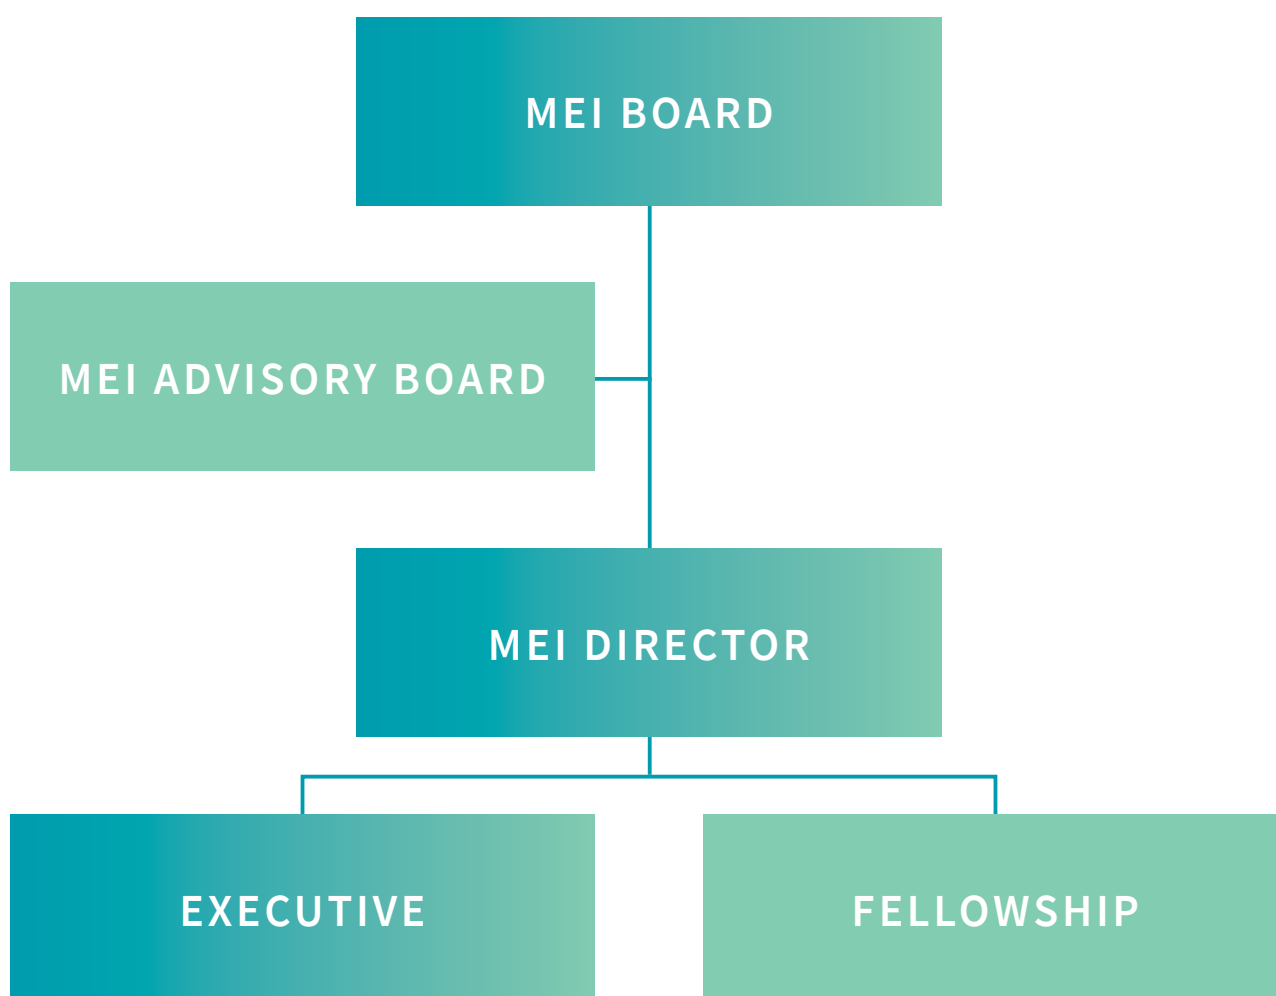 MEI BOARD
MEI ADVISORY BOARD
MEI DIRECTOR
EXECUTIVE
FELLOWSHIP